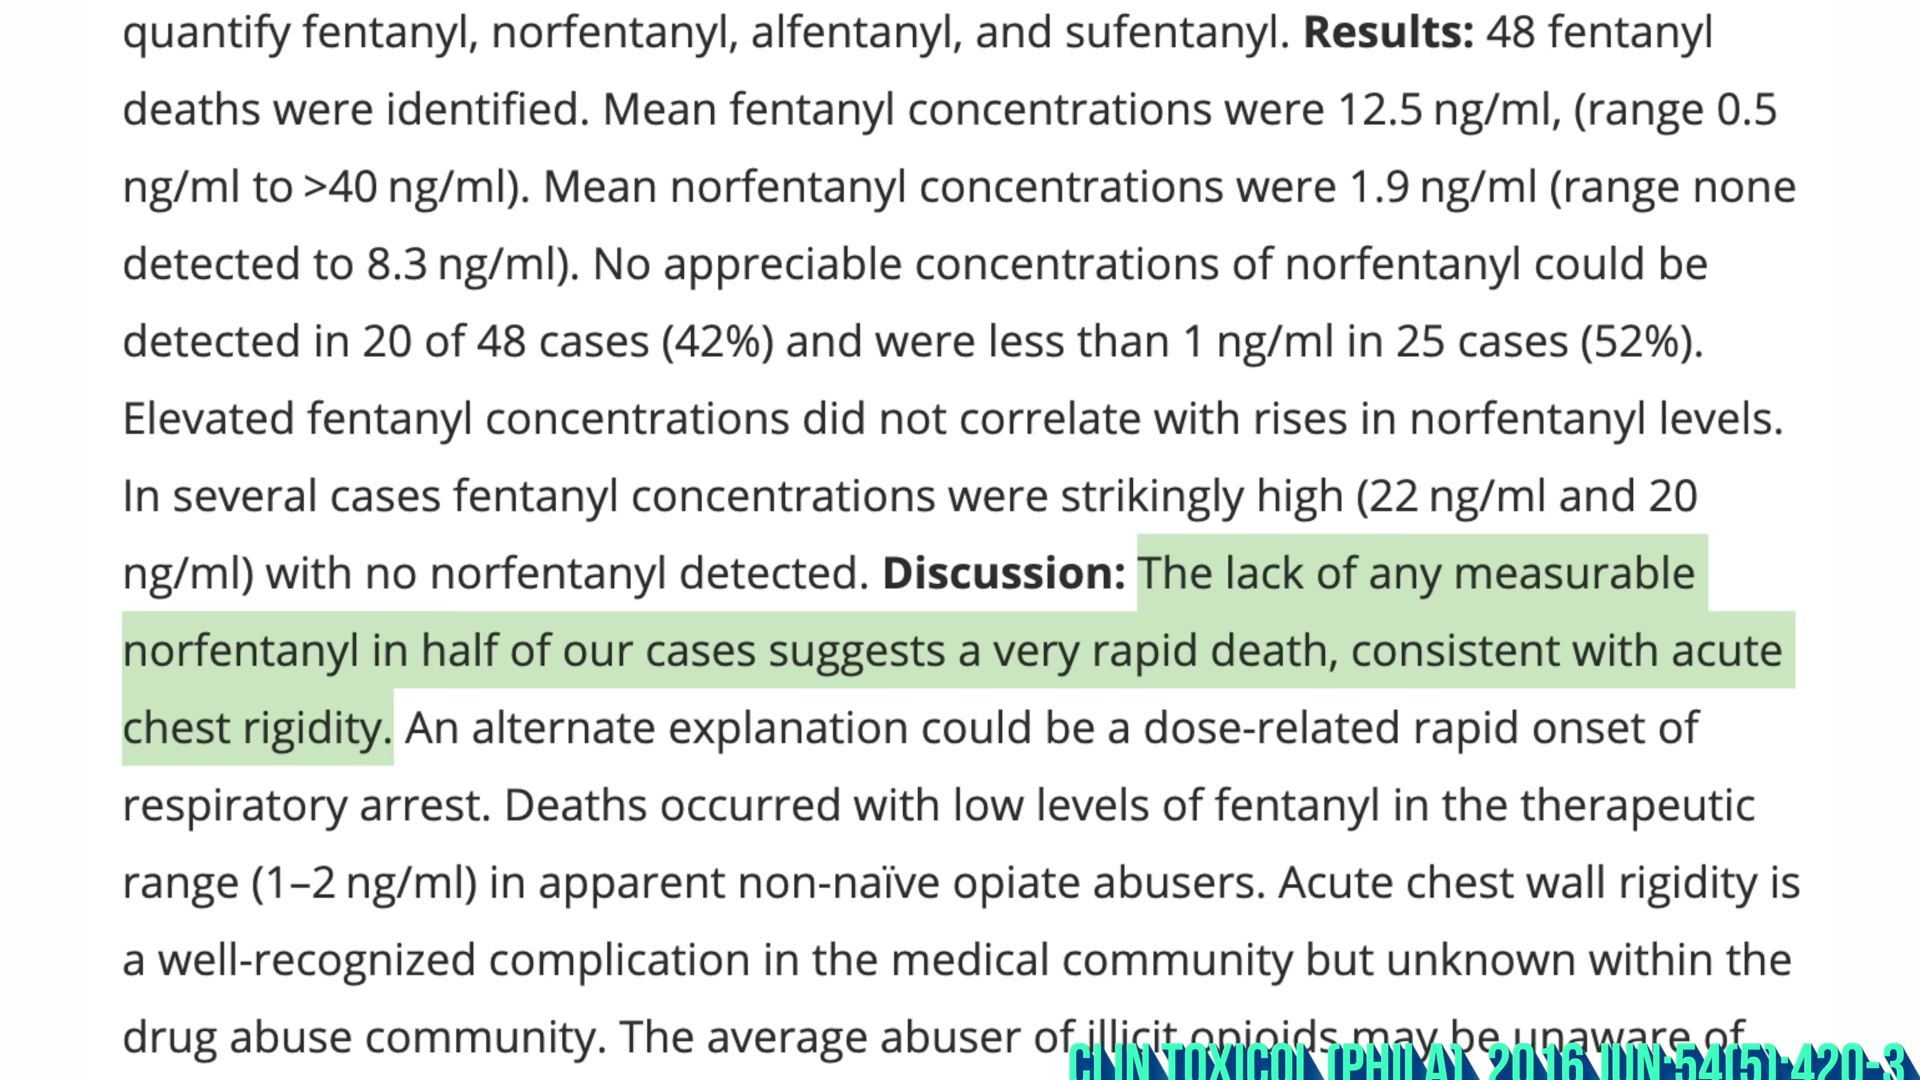 quantify fentanyl, norfentanyl, alfentanyl, and sufentanyl. Results: 48 fentanyl
deaths were identified. Mean fentanyl concentrations were 12.5 ng/ml, (range 0.5
ng/ml to >40 ng/ml). Mean norfentanyl concentrations were 1.9 ng/ml (range none
detected to 8.3 ng/ml). No appreciable concentrations of norfentanyl could be
detected in 20 of 48 cases (42%) and were less than 1 ng/ml in 25 cases (52%).
Elevated fentanyl concentrations did not correlate with rises in norfentanyl levels.
In several cases fentanyl concentrations were strikingly high (22 ng/ml and 20
ng/ml) with no norfentanyl detected. Discussion: The lack of any measurable
norfentanyl in half of our cases suggests a very rapid death, consistent with acute
chest rigidity. An alternate explanation could be a dose-related rapid onset of
respiratory arrest. Deaths occurred with low levels of fentanyl in the therapeutic
range (1–2 ng/ml) in apparent non-naïve opiate abusers. Acute chest wall rigidity is
a well-recognized complication in the medical community but unknown within the
drug abuse community. The average abuser of illicit opioids may be unaware of
CLIN TOXICOL (PHILA). 2016 JUN;54(5):420-3